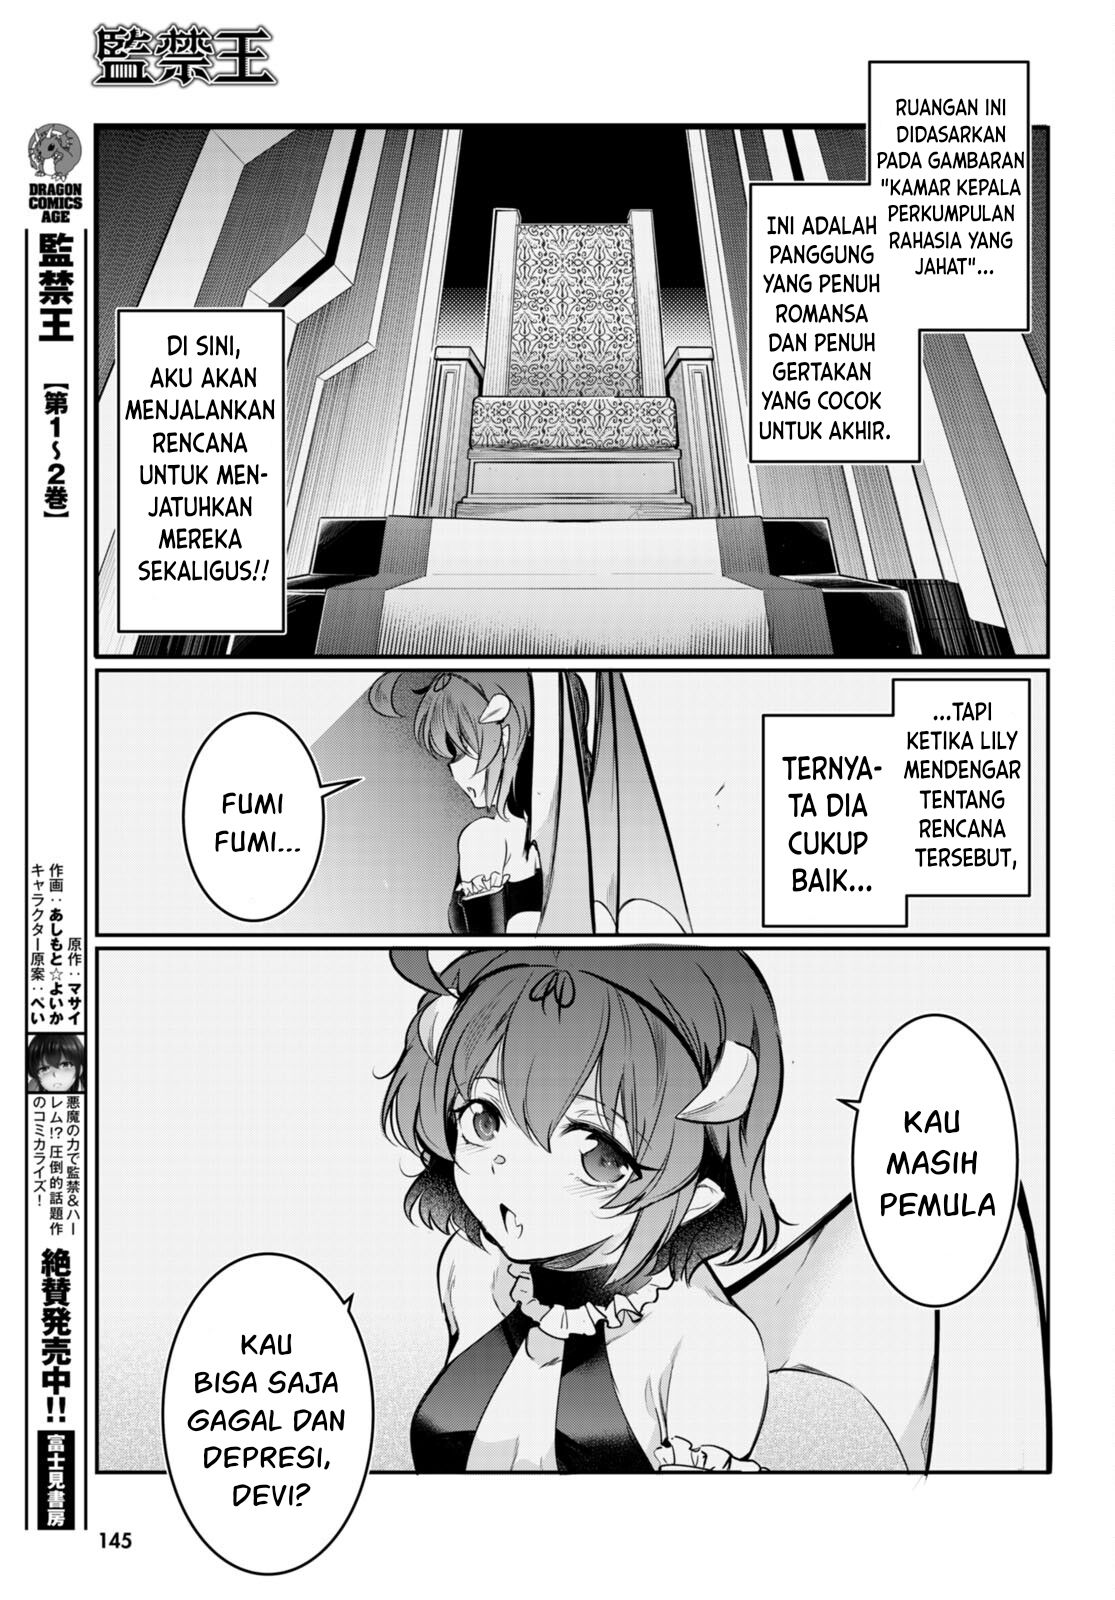 監禁王
RUANGAN INI
DIDASARKAN
PADA GAMBARAN
"KAMAR KEPALA
PERKUMPULAN
RAHASIA YANG
JAHAT"...
INI ADALAH
PANGGUNG
YANG PENUH
ROMANSA
DAN PENUH
GERTAKAN
YANG COCOK
UNTUK AKHIR.
DI SINI,
AKU AKAN
MENJALANKAN
RENCANA
UNTUK MEN-
JATUHKAN
MEREKA
SEKALIGUS!!
...TAPI
KETIKA LILY
MENDENGAR
TENTANG
RENCANA
TERSEBUT,
TERNYA-
TA DIA
CUKUP
BAIK...
FUMI
FUMI...
KAU
MASIH
PEMULA
KAU
BISA SAJA
GAGAL DAN
DEPRESI,
DEVI?
DRAGON
COMICS
AGE
監禁王
【第1~2巻】
原作：マサイ
作画：あしもと☆よいか
キャラクター原案：ぺい
悪魔の力で監禁&ハー
レム!? 圧倒的話題作
のコミカライズ！
絶賛発売中!!
富士見書房
145